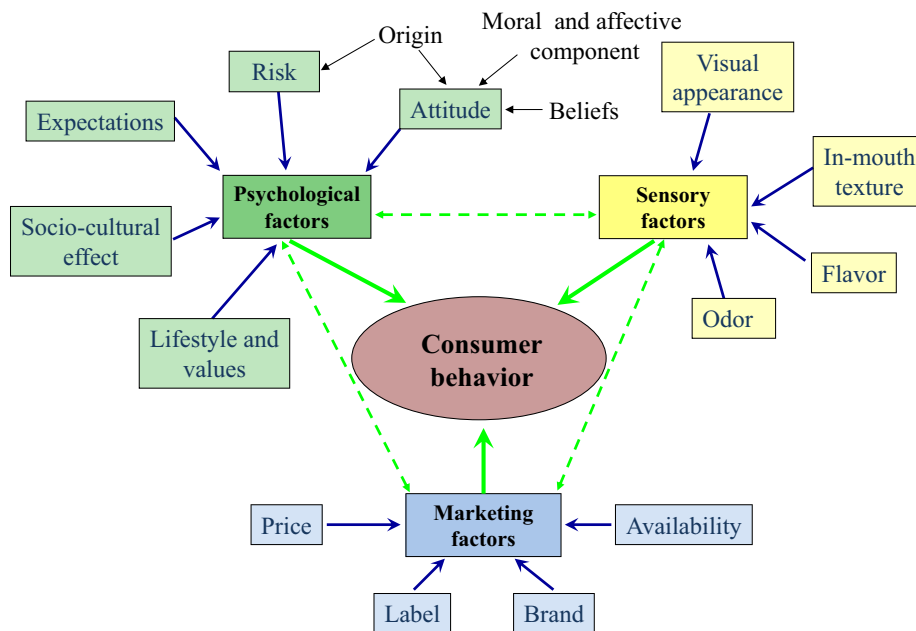 Moral and affective
component
Origin
Risk
Attitude
Beliefs
Expectations
Visual
appearance
In-mouth
texture
Psychological
factors
Sensory
factors
Socio-cultural
effect
Flavor
Odor
Lifestyle and
values
Consumer
behavior
Price
Marketing
factors
Availability
Label
Brand